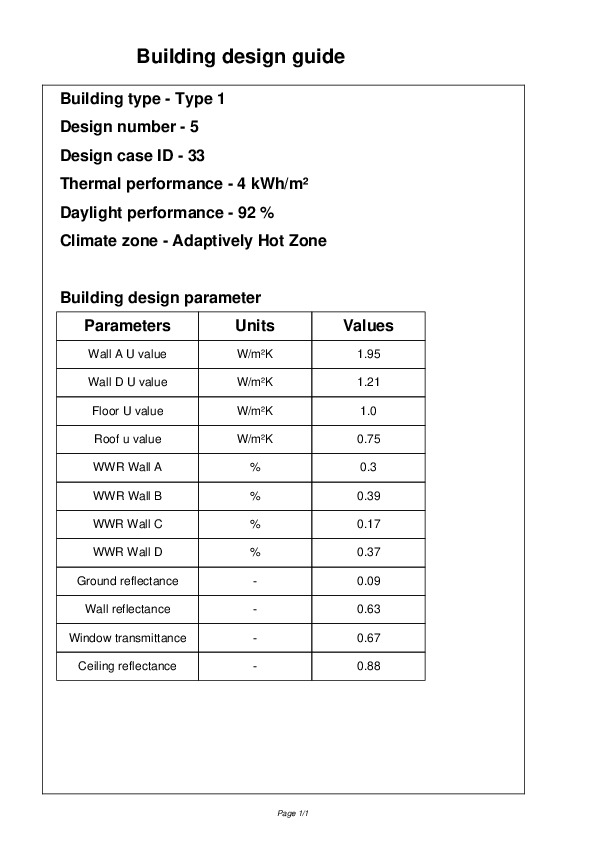 Building design guide
Building type - Type 1
Design number - 5
Design case ID - 33
Thermal performance - 4 kWh/m²
Daylight performance - 92 %
Climate zone - Adaptively Hot Zone
Building design parameter
Parameters Units Values
Wall A U value W/m²K 1.95
Wall D U value W/m²K 1.21
Floor U value W/m²K 1.0
Roof u value W/m²K 0.75
WWR Wall A % 0.3
WWR Wall B % 0.39
WWR Wall C % 0.17
WWR Wall D % 0.37
Ground reflectance - 0.09
Wall reflectance - 0.63
Window transmittance - 0.67
Ceiling reflectance - 0.88
Page 1/1